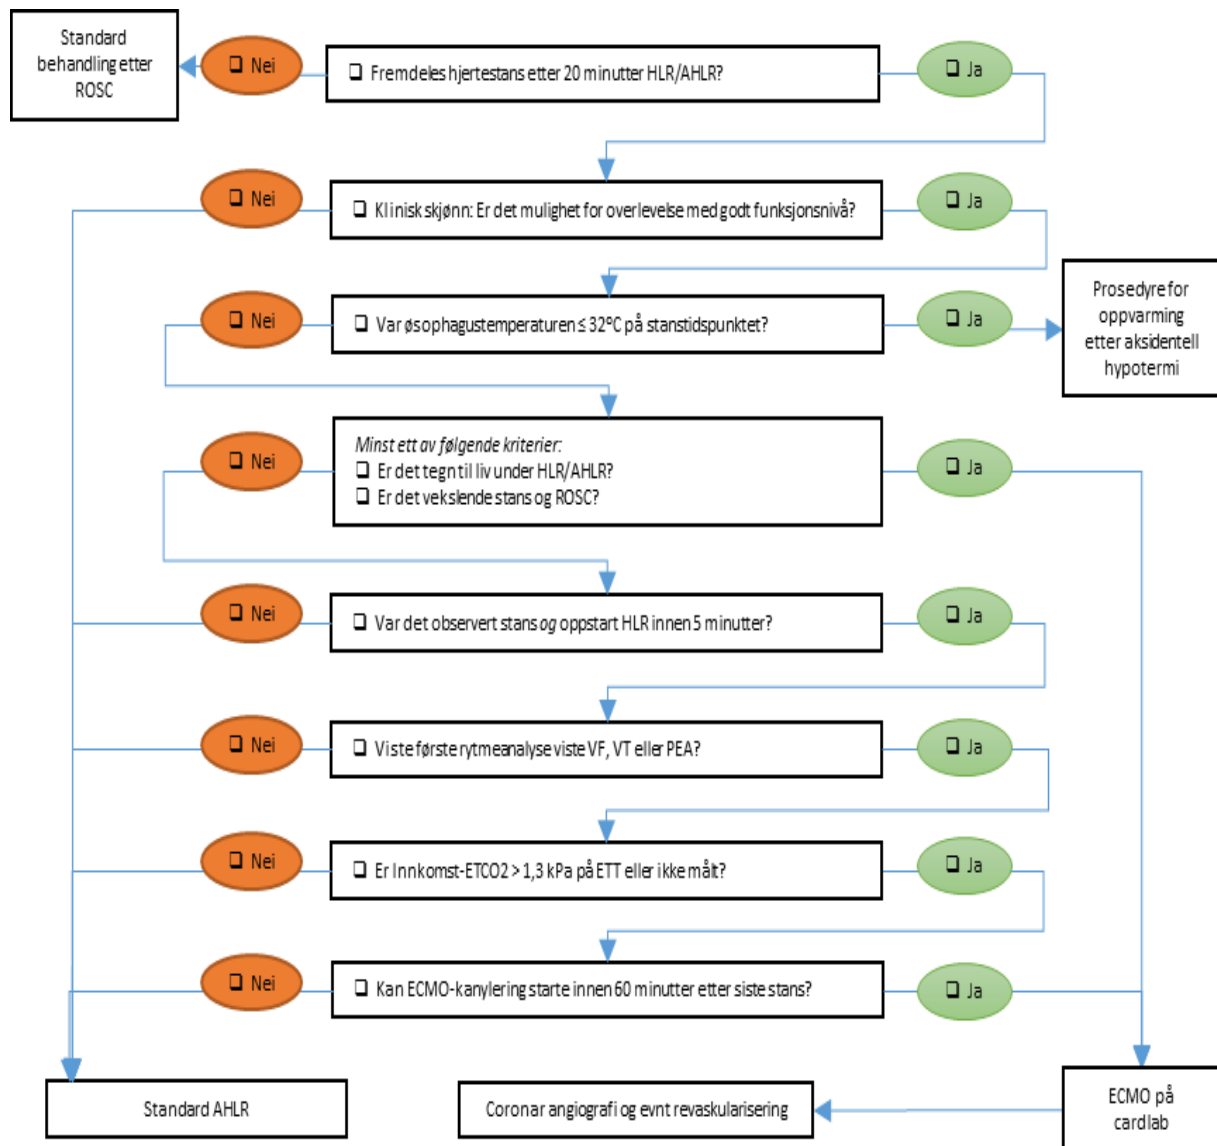 Standard
behandling etter
ROSC
❑ Nei
❑ Fremdeles hjertestans etter 20 minutter HLR/AHLR?
❑ Ja
❑ Nei
❑ Klinisk skjønn: Er det mulighet for overlevelse med godt funksjonsnivå?
❑ Ja
❑ Nei
❑ Var øsophagustemperaturen ≤ 32°C på stanstidspunktet?
❑ Ja
Prosedyre for
oppvarming
etter aksidentell
hypotermi
❑ Nei
Minst ett av følgende kriterier:
❑ Er det tegn til liv under HLR/AHLR?
❑ Er det vekslende stans og ROSC?
❑ Ja
❑ Nei
❑ Var det observert stans og oppstart HLR innen 5 minutter?
❑ Ja
❑ Nei
❑ Viste første rytmeanalyse viste VF, VT eller PEA?
❑ Ja
❑ Nei
❑ Er Innkomst-ETCO2 > 1,3 kPa på ETT eller ikke målt?
❑ Ja
❑ Nei
❑ Kan ECMO-kanylering starte innen 60 minutter etter siste stans?
❑ Ja
Standard AHLR
Coronar angiografi og evnt revaskularisering
ECMO på
cardlab